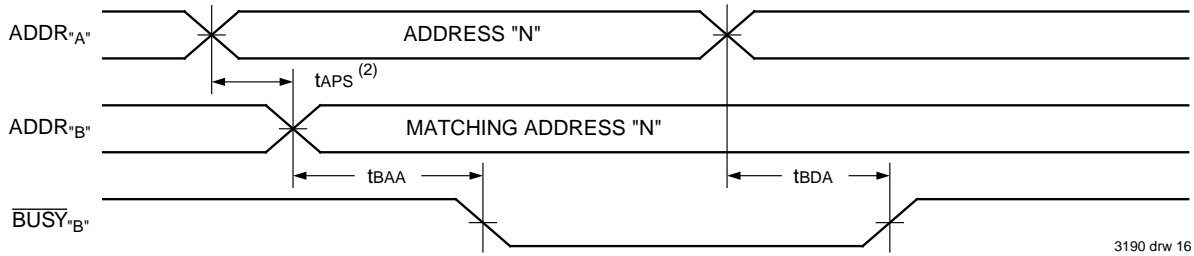 ADDR"A"
ADDRESS "N"
tAPS (2)
ADDR"B"
MATCHING ADDRESS "N"
tBAA
tBDA
BUSY"B"
3190 drw 16